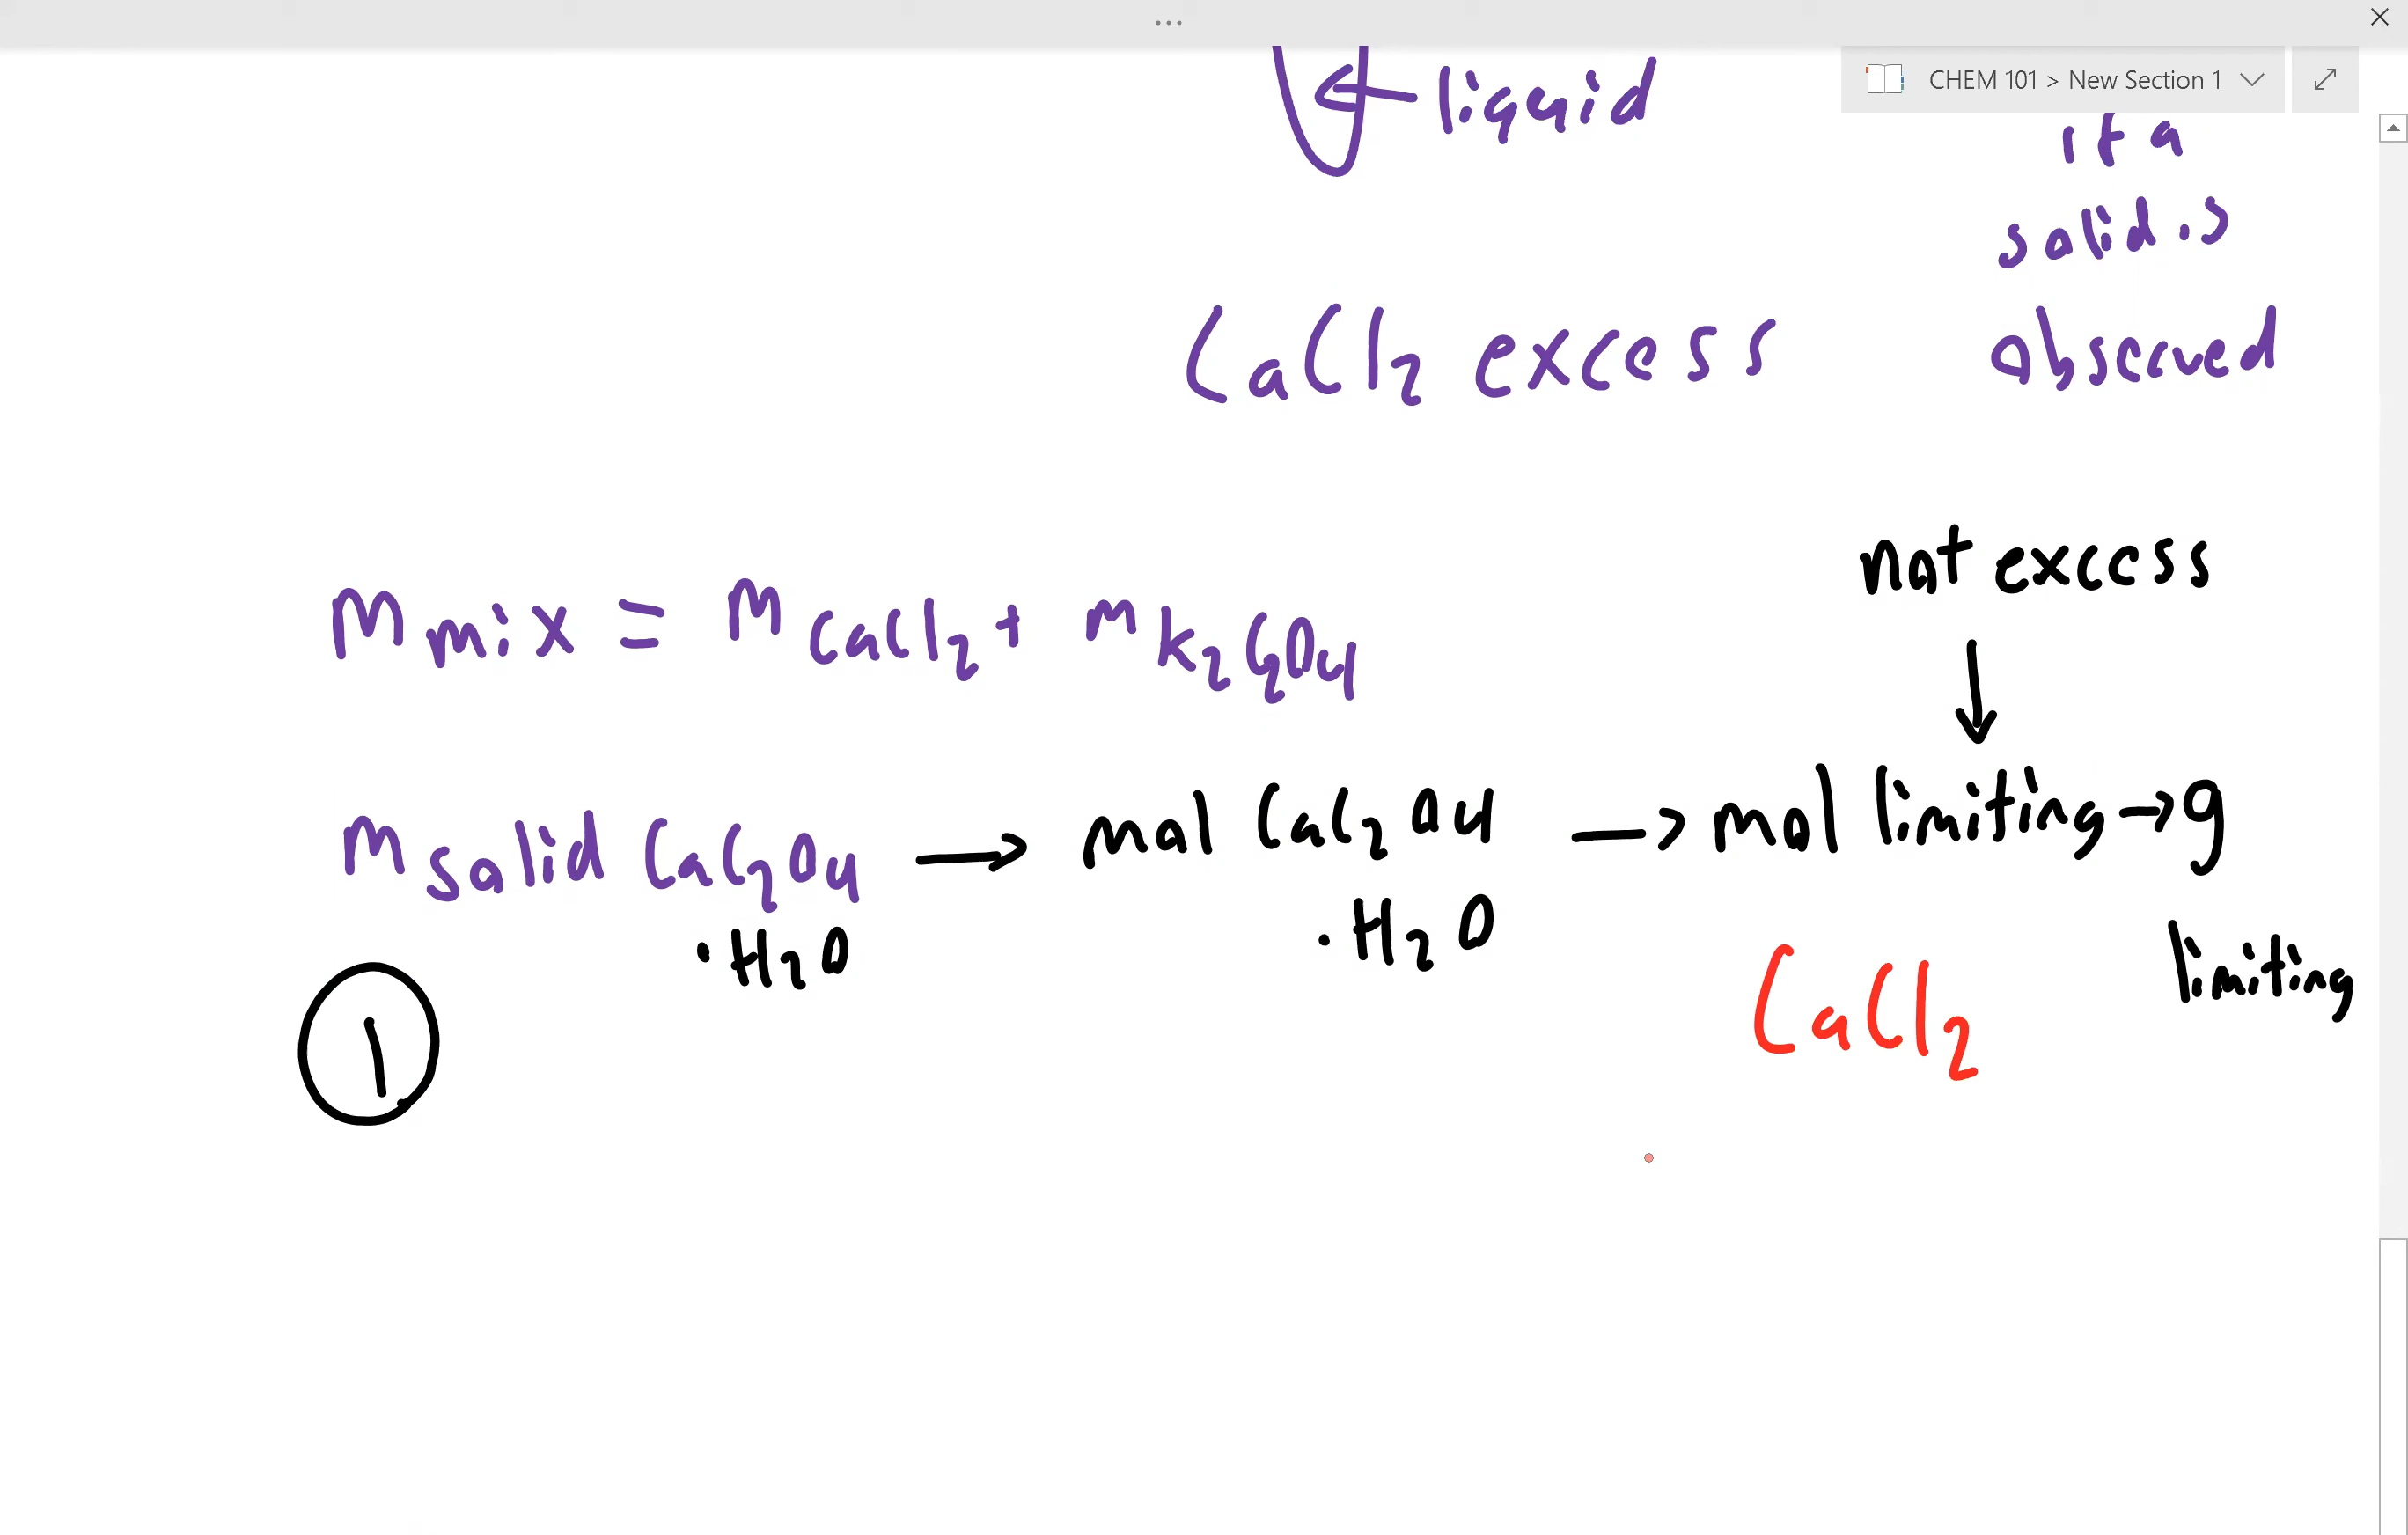 ...
CHEM 101 > New Section 1
liquid
if a
solid is
observed
CaCl2 excess
not excess
Mmix = MCaCl2 + MK2C2O4
Msolid CaC2O4 → mol CaC2O4 → mol limiting → g
·H2O ·H2O
CaCl2 limiting
1